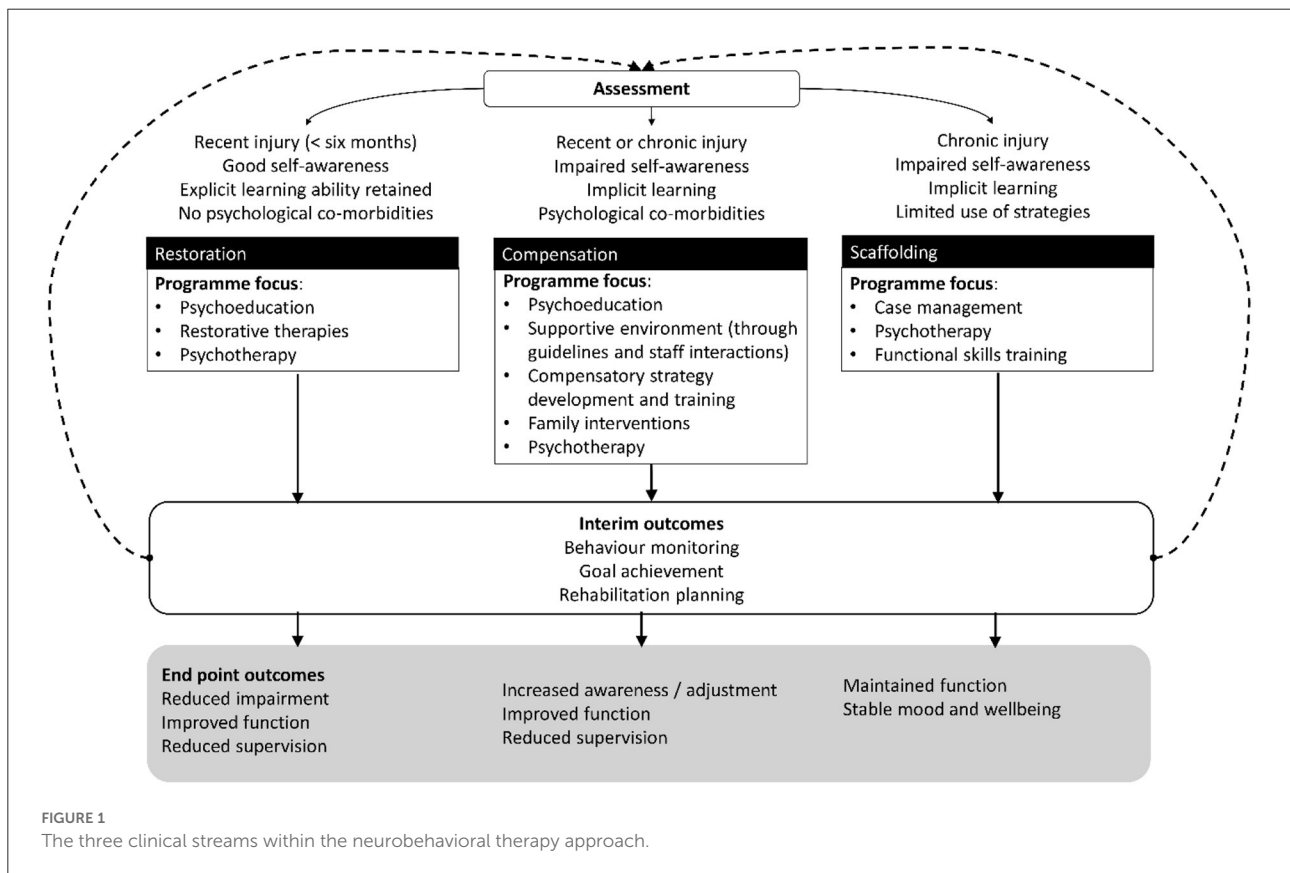 Assessment
Recent injury (< six months)
Good self-awareness
Explicit learning ability retained
No psychological co-morbidities
Recent or chronic injury
Impaired self-awareness
Implicit learning
Psychological co-morbidities
Chronic injury
Impaired self-awareness
Implicit learning
Limited use of strategies
Restoration
Programme focus:
• Psychoeducation
• Restorative therapies
• Psychotherapy
Compensation
Programme focus:
• Psychoeducation
• Supportive environment (through
guidelines and staff interactions)
• Compensatory strategy
development and training
• Family interventions
• Psychotherapy
Scaffolding
Programme focus:
• Case management
• Psychotherapy
• Functional skills training
Interim outcomes
Behaviour monitoring
Goal achievement
Rehabilitation planning
End point outcomes
Reduced impairment
Improved function
Reduced supervision
Increased awareness / adjustment
Improved function
Reduced supervision
Maintained function
Stable mood and wellbeing
FIGURE 1
The three clinical streams within the neurobehavioral therapy approach.